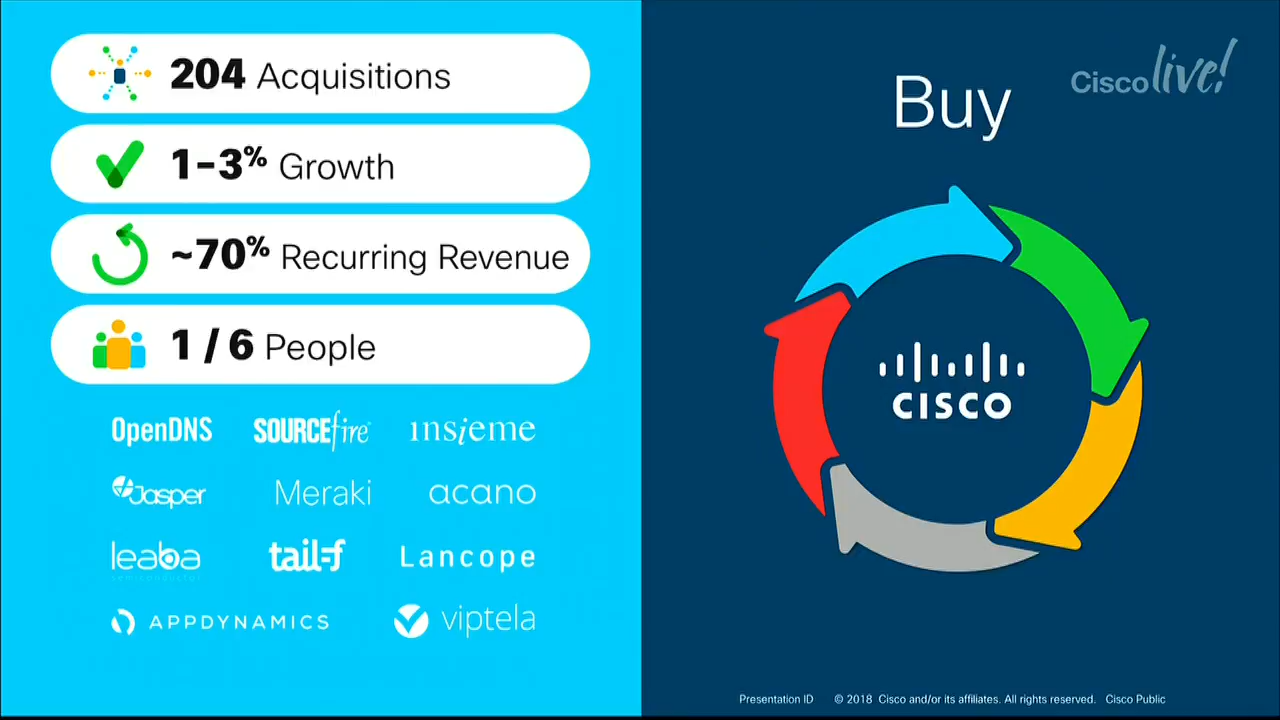 204 Acquisitions
1-3% Growth
~70% Recurring Revenue
1 / 6 People
OpenDNS SOURCEfire insieme
Jasper Meraki acano
leaba tail-f Lancope
semiconductor
APPDYNAMICS viptela
Cisco live!
Buy
CISCO
Presentation ID © 2018 Cisco and/or its affiliates. All rights reserved. Cisco Public